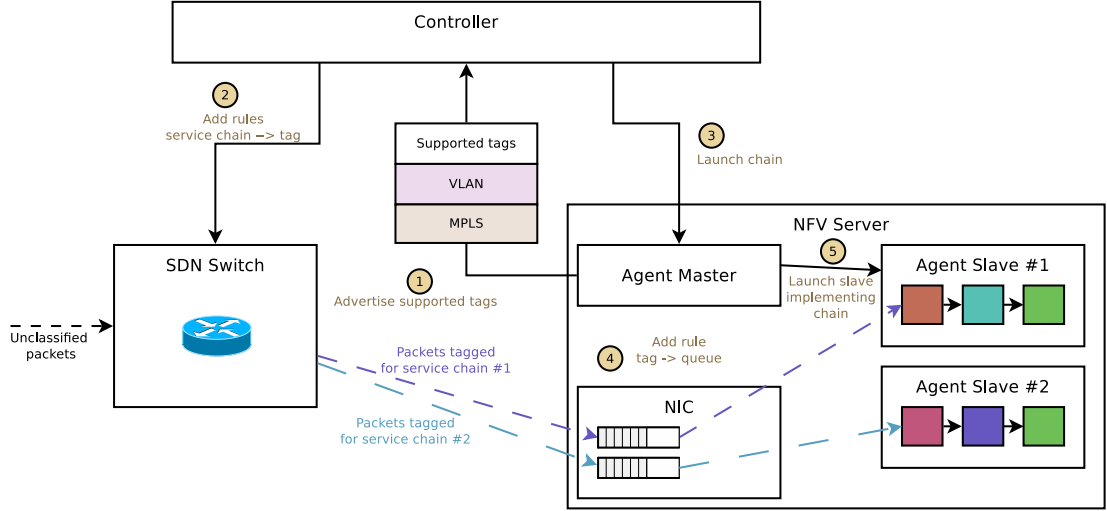 Controller
2
Add rules
service chain —> tag
Supported tags
VLAN
MPLS
3
Launch chain
NFV Server
SDN Switch
1
Advertise supported tags
Agent Master
5
Launch slave
implementing
chain
Agent Slave #1
Unclassified
packets
Packets tagged
for service chain #1
4
Add rule
tag -> queue
Packets tagged
for service chain #2
NIC
Agent Slave #2